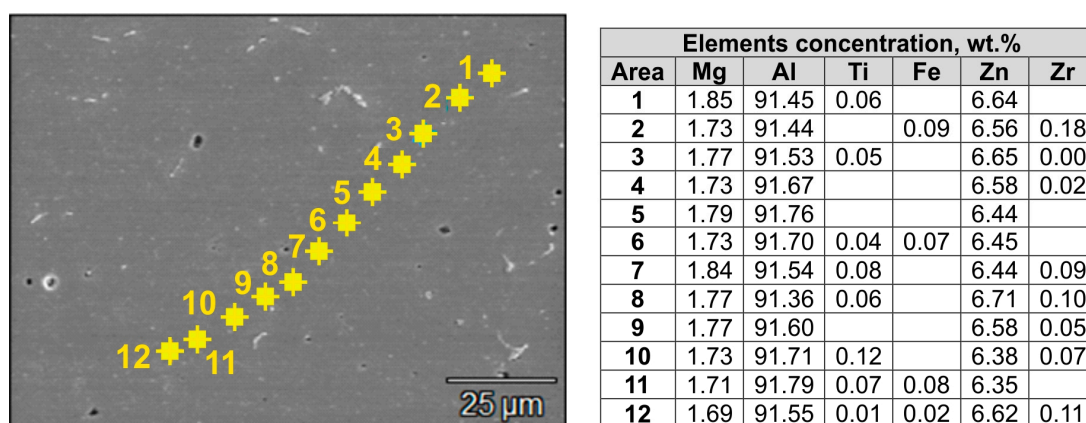 1
2
3
4
5
6
7
8
9
10
11
12
25 µm
Elements concentration, wt.%
Area Mg Al Ti Fe Zn Zr
1 1.85 91.45 0.06 6.64
2 1.73 91.44 0.09 6.56 0.18
3 1.77 91.53 0.05 6.65 0.00
4 1.73 91.67 6.58 0.02
5 1.79 91.76 6.44
6 1.73 91.70 0.04 0.07 6.45
7 1.84 91.54 0.08 6.44 0.09
8 1.77 91.36 0.06 6.71 0.10
9 1.77 91.60 6.58 0.05
10 1.73 91.71 0.12 6.38 0.07
11 1.71 91.79 0.07 0.08 6.35
12 1.69 91.55 0.01 0.02 6.62 0.11